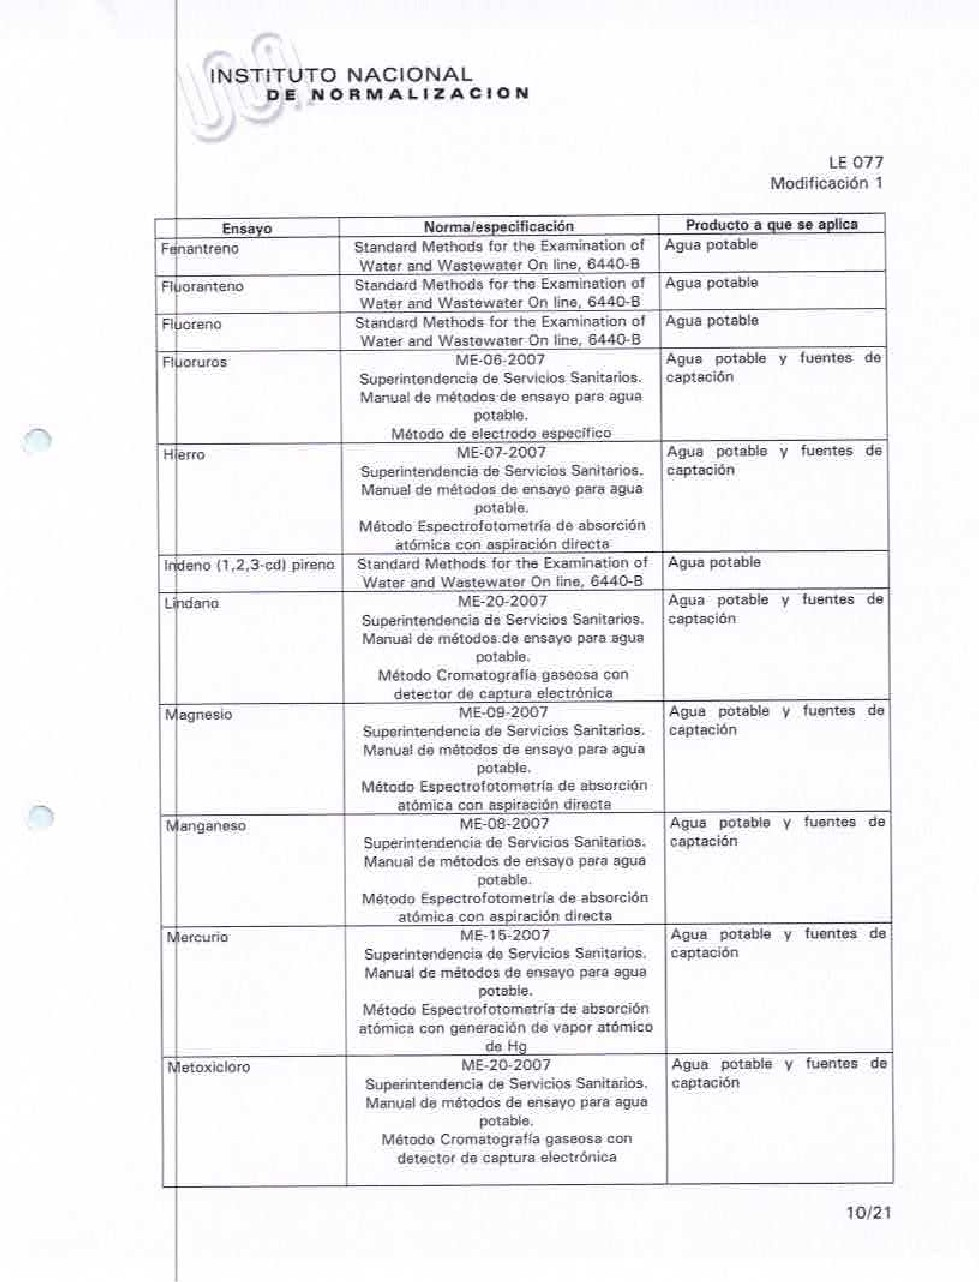 INSTITUTO NACIONAL
DE NORMALIZACION
LE 077
Modificación 1
Ensayo Norma/especificación Producto a que se aplica
Fenantreno Standard Methods for the Examination of Agua potable
Water and Wastewater On line, 6440-B
Fluoranteno Standard Methods for the Examination of Agua potable
Water and Wastewater On line, 6440-B
Fluoreno Standard Methods for the Examination of Agua potable
Water and Wastewater On line, 6440-B
Fluoruros ME-06-2007 Agua potable y fuentes de
Superintendencia de Servicios Sanitarios. captación
Manual de métodos de ensayo para agua
potable.
Método de electrodo específico
Hierro ME-07-2007 Agua potable y fuentes de
Superintendencia de Servicios Sanitarios. captación
Manual de métodos de ensayo para agua
potable.
Método Espectrofotometría de absorción
atómica con aspiración directa
Indeno (1,2,3-cd) pireno Standard Methods for the Examination of Agua potable
Water and Wastewater On line, 6440-B
Lindano ME-20-2007 Agua potable y fuentes de
Superintendencia de Servicios Sanitarios. captación
Manual de métodos de ensayo para agua
potable.
Método Cromatografía gaseosa con
detector de captura electrónica
Magnesio ME-09-2007 Agua potable y fuentes de
Superintendencia de Servicios Sanitarios. captación
Manual de métodos de ensayo para agua
potable.
Método Espectrofotometría de absorción
atómica con aspiración directa
Manganeso ME-08-2007 Agua potable y fuentes de
Superintendencia de Servicios Sanitarios. captación
Manual de métodos de ensayo para agua
potable.
Método Espectrofotometría de absorción
atómica con aspiración directa
Mercurio ME-15-2007 Agua potable y fuentes de
Superintendencia de Servicios Sanitarios. captación
Manual de métodos de ensayo para agua
potable.
Método Espectrofotometría de absorción
atómica con generación de vapor atómico
de Hg
Metoxicloro ME-20-2007 Agua potable y fuentes de
Superintendencia de Servicios Sanitarios. captación
Manual de métodos de ensayo para agua
potable.
Método Cromatografía gaseosa con
detector de captura electrónica
10/21